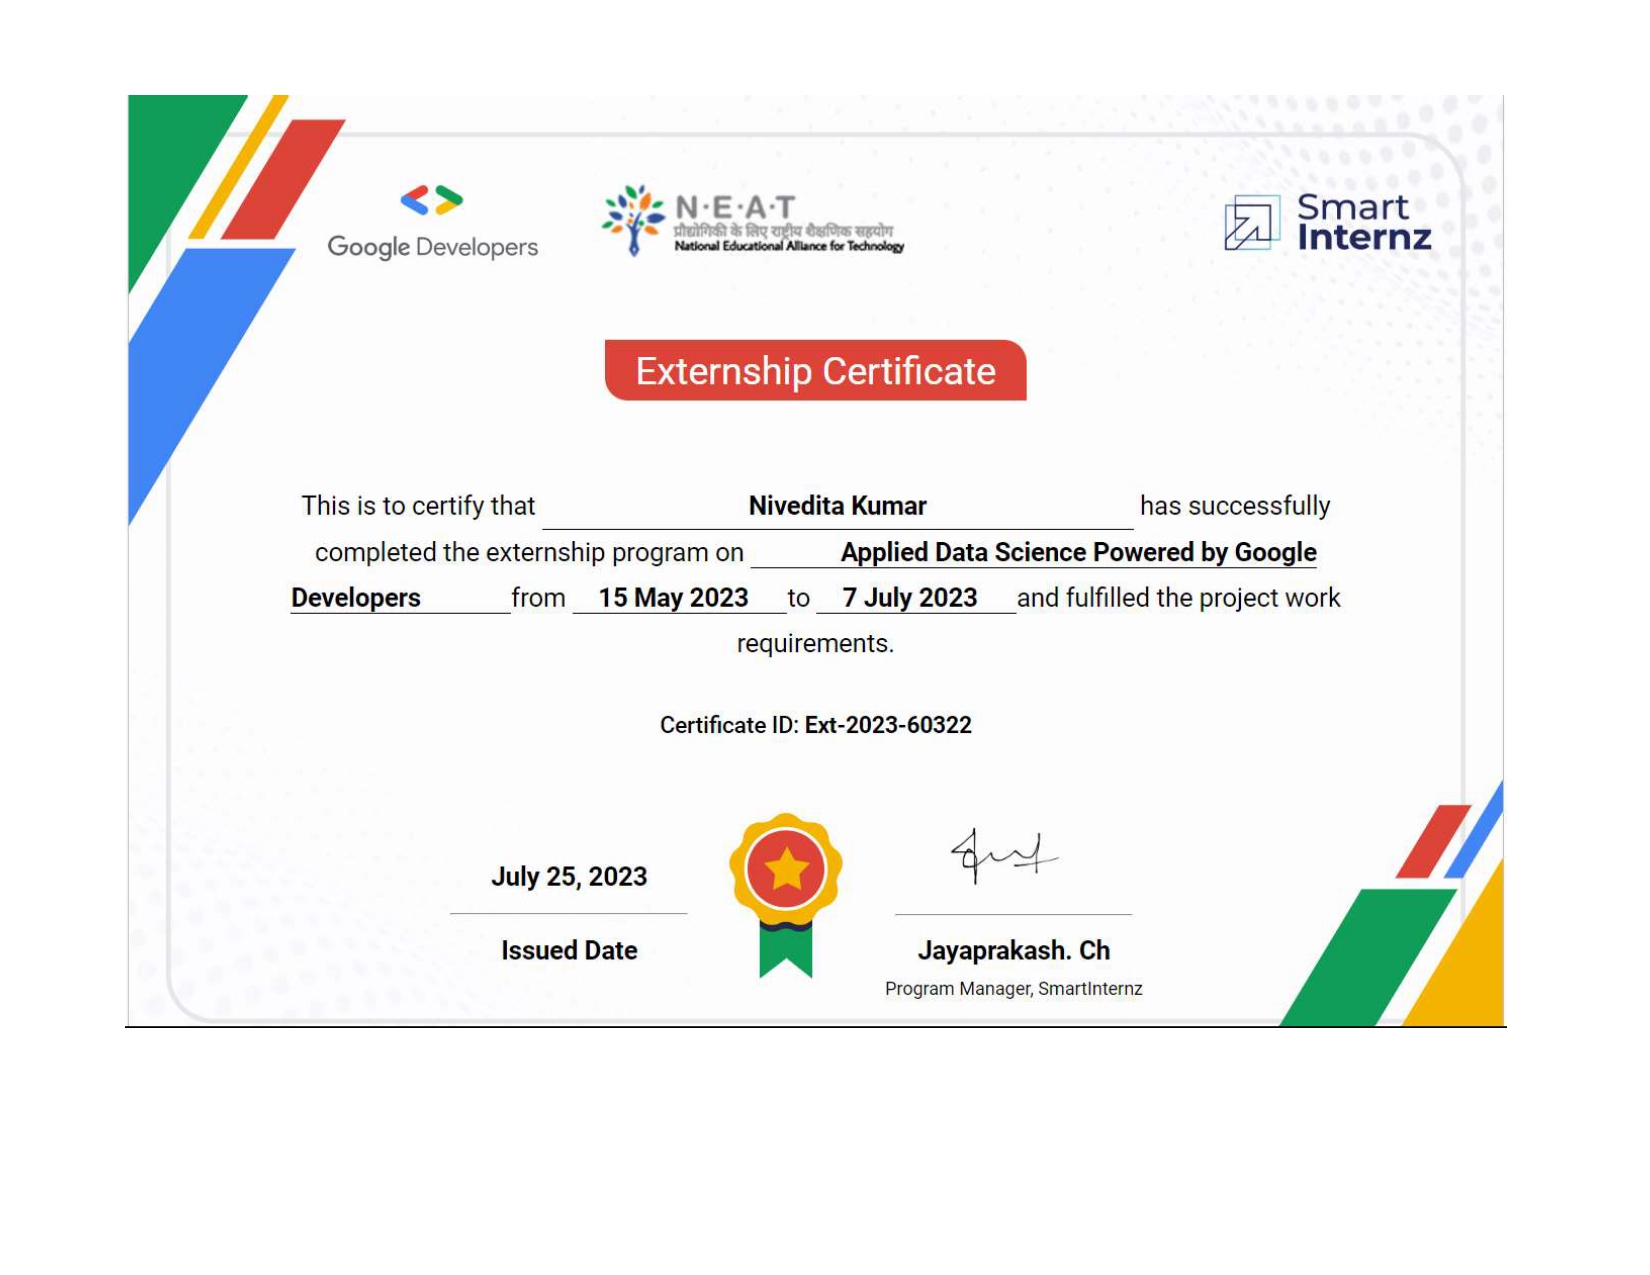 Google Developers
N·E·A·T
प्रौद्योगिकी के लिए राष्ट्रीय शैक्षणिक सहयोग
National Educational Alliance for Technology
Smart
Internz
Externship Certificate
This is to certify that Nivedita Kumar has successfully
completed the externship program on Applied Data Science Powered by Google
Developers from 15 May 2023 to 7 July 2023 and fulfilled the project work
requirements.
Certificate ID: Ext-2023-60322
July 25, 2023
Issued Date
Jayaprakash. Ch
Program Manager, SmartInternz